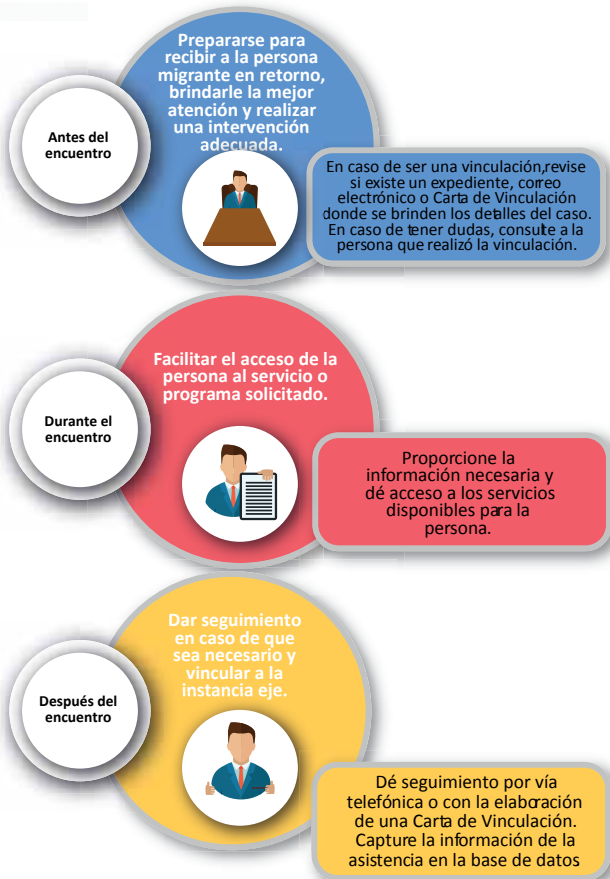 Prepararse para
recibir a la persona
migrante en retorno,
brindarle la mejor
atención y realizar
una intervención
adecuada.
Antes del
encuentro
En caso de ser una vinculación,revise
si existe un expediente, correo
electrónico o Carta de Vinculación
donde se brinden los detalles del caso.
En caso de tener dudas, consulte a la
persona que realizó la vinculación.
Facilitar el acceso de la
persona al servicio o
programa solicitado.
Durante el
encuentro
Proporcione la
información necesaria y
dé acceso a los servicios
disponibles para la
persona.
Dar seguimiento
en caso de que
sea necesario y
vincular a la
instancia eje.
Después del
encuentro
Dé seguimiento por vía
telefónica o con la elaboración
de una Carta de Vinculación.
Capture la información de la
asistencia en la base de datos